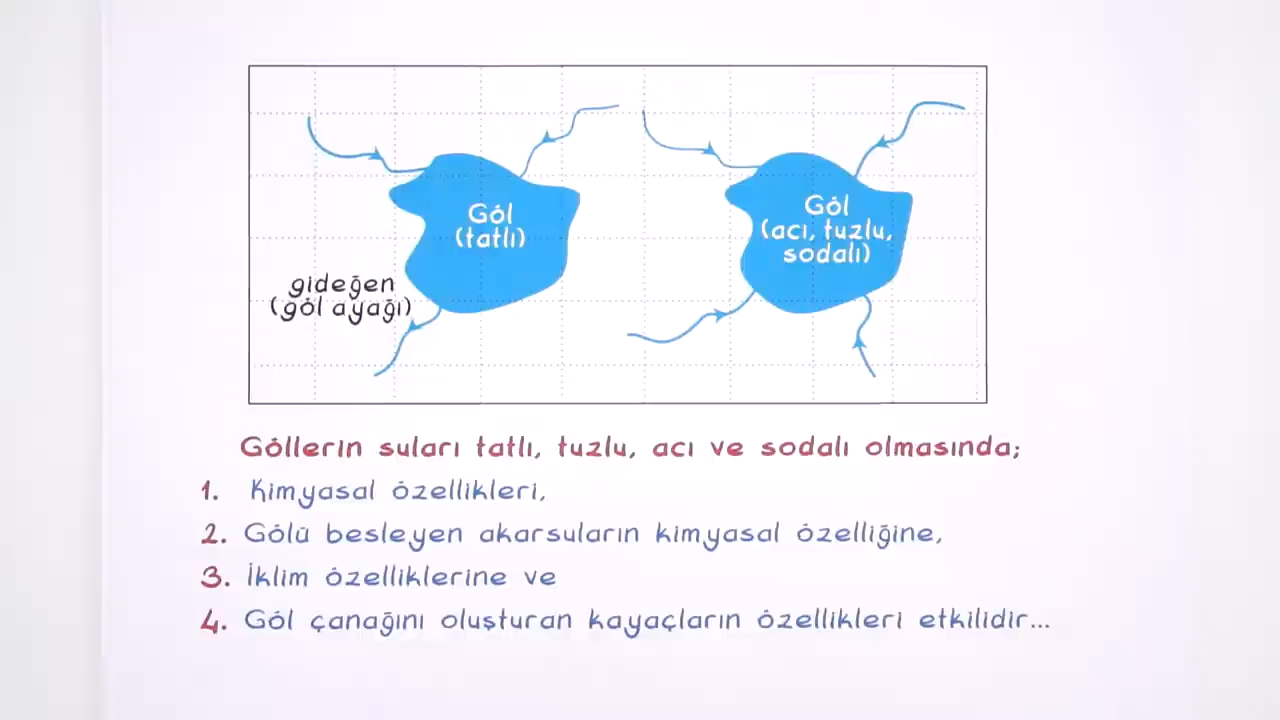 Göl
(tatlı)
Göl
(acı, tuzlu,
sodalı)
gideğen
(göl ayağı)
Göllerin suları tatlı, tuzlu, acı ve sodalı olmasında;
1. Kimyasal özellikleri,
2. Gölü besleyen akarsuların kimyasal özelliğine,
3. İklim özelliklerine ve
4. Göl çanağını oluşturan kayaçların özellikleri etkilidir...